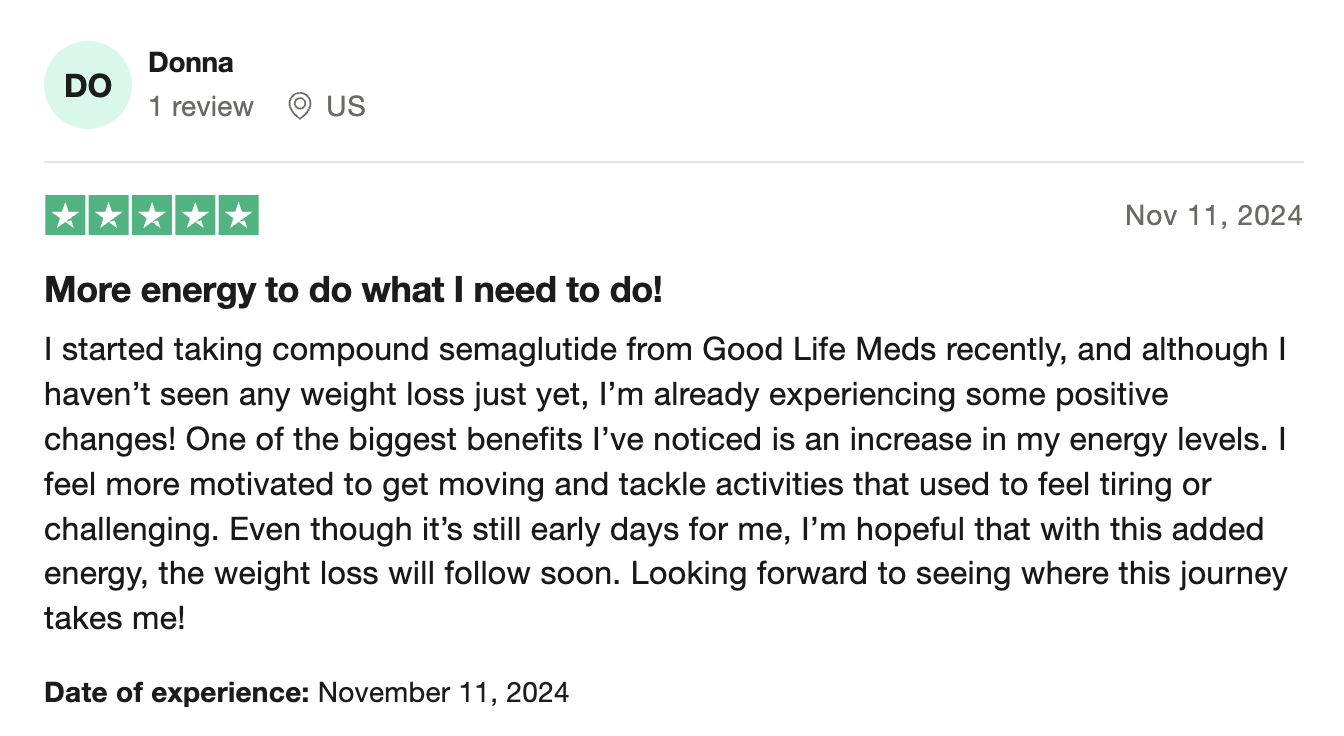 DO
Donna
1 review US
Nov 11, 2024
More energy to do what I need to do!
I started taking compound semaglutide from Good Life Meds recently, and although I
haven’t seen any weight loss just yet, I’m already experiencing some positive
changes! One of the biggest benefits I’ve noticed is an increase in my energy levels. I
feel more motivated to get moving and tackle activities that used to feel tiring or
challenging. Even though it’s still early days for me, I’m hopeful that with this added
energy, the weight loss will follow soon. Looking forward to seeing where this journey
takes me!
Date of experience: November 11, 2024